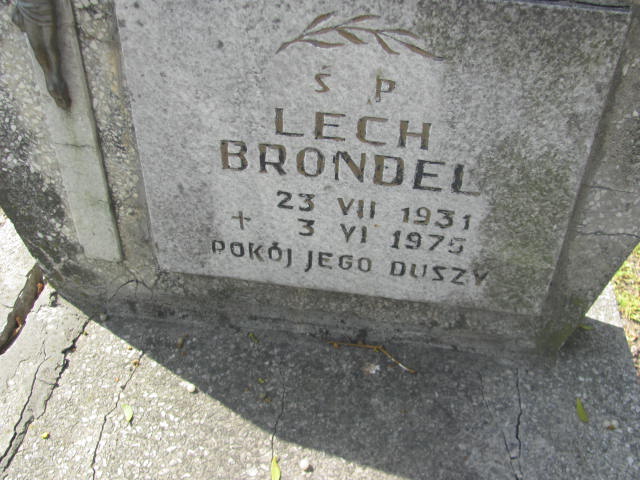 Ś P
LECH
BRONDEL
23 VII 1931
+ 3 VI 1975
POKÓJ JEGO DUSZY